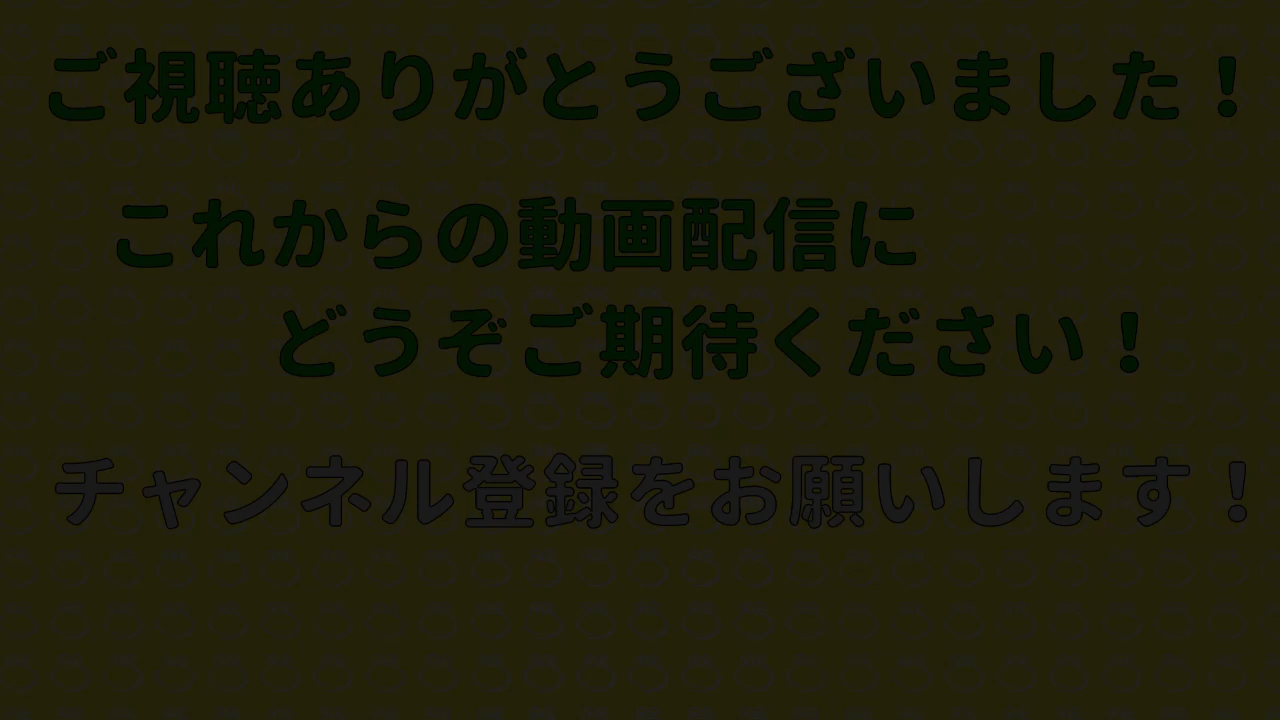 ご視聴ありがとうございました！
これからの動画配信に
どうぞご期待ください！
チャンネル登録をお願いします！